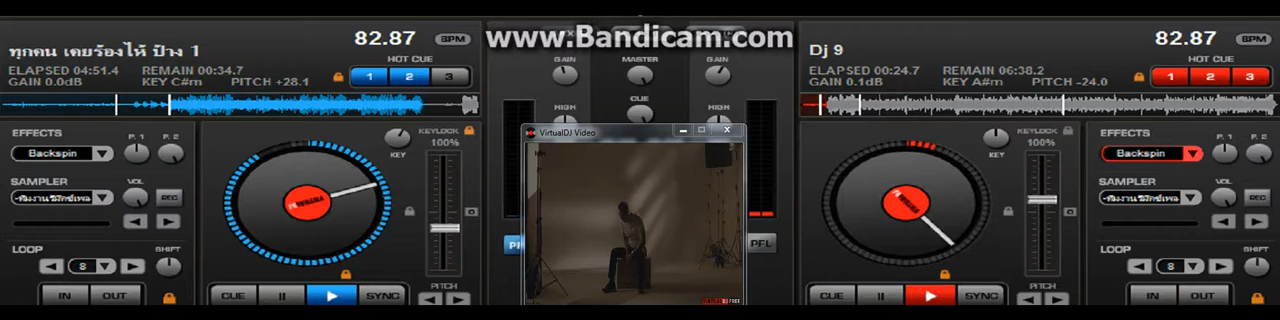 www.Bandicam.com
ทุกคน เคยร้องไห้ ป้าง 1
82.87 BPM
HOT CUE
ELAPSED 04:51.4 REMAIN 00:34.7
1 2 3
GAIN 0.0dB KEY C#m PITCH +28.1
EFFECTS P. 1 P. 2
Backspin
KEY
KEYLOCK
100%
SAMPLER VOL
REC
LOOP SHIFT
8
IN OUT
CUE SYNC
PITCH
GAIN MASTER GAIN
CUE
HIGH HIGH
VirtualDJ Video
PFL
Dj 9
82.87 BPM
HOT CUE
ELAPSED 00:24.7 REMAIN 06:38.2
1 2 3
GAIN 0.1dB KEY A#m PITCH -24.0
KEYLOCK
100%
KEY
EFFECTS P. 1 P. 2
Backspin
SAMPLER VOL
REC
LOOP SHIFT
8
CUE SYNC
PITCH
IN OUT